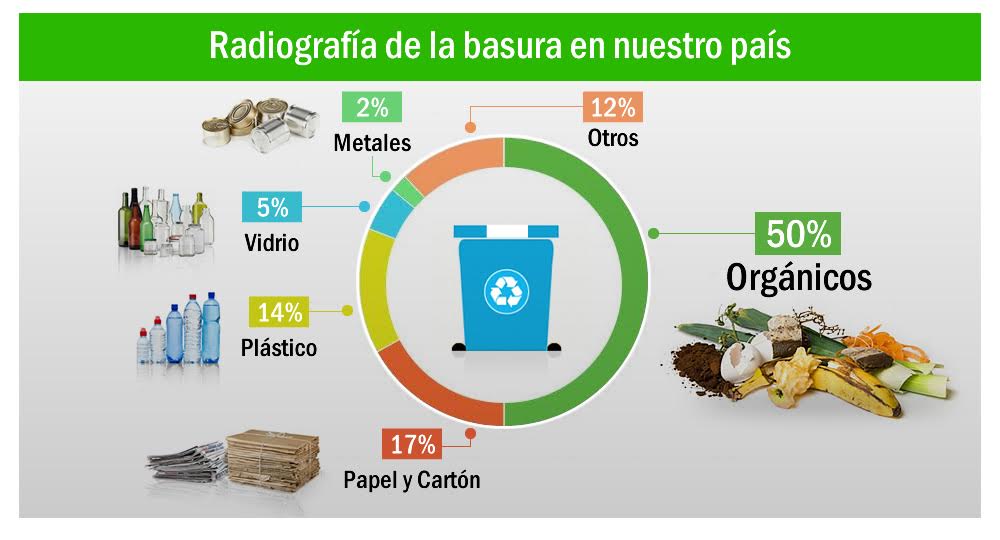 Radiografía de la basura en nuestro país
2%
Metales
12%
Otros
5%
Vidrio
50%
Orgánicos
14%
Plástico
17%
Papel y Cartón